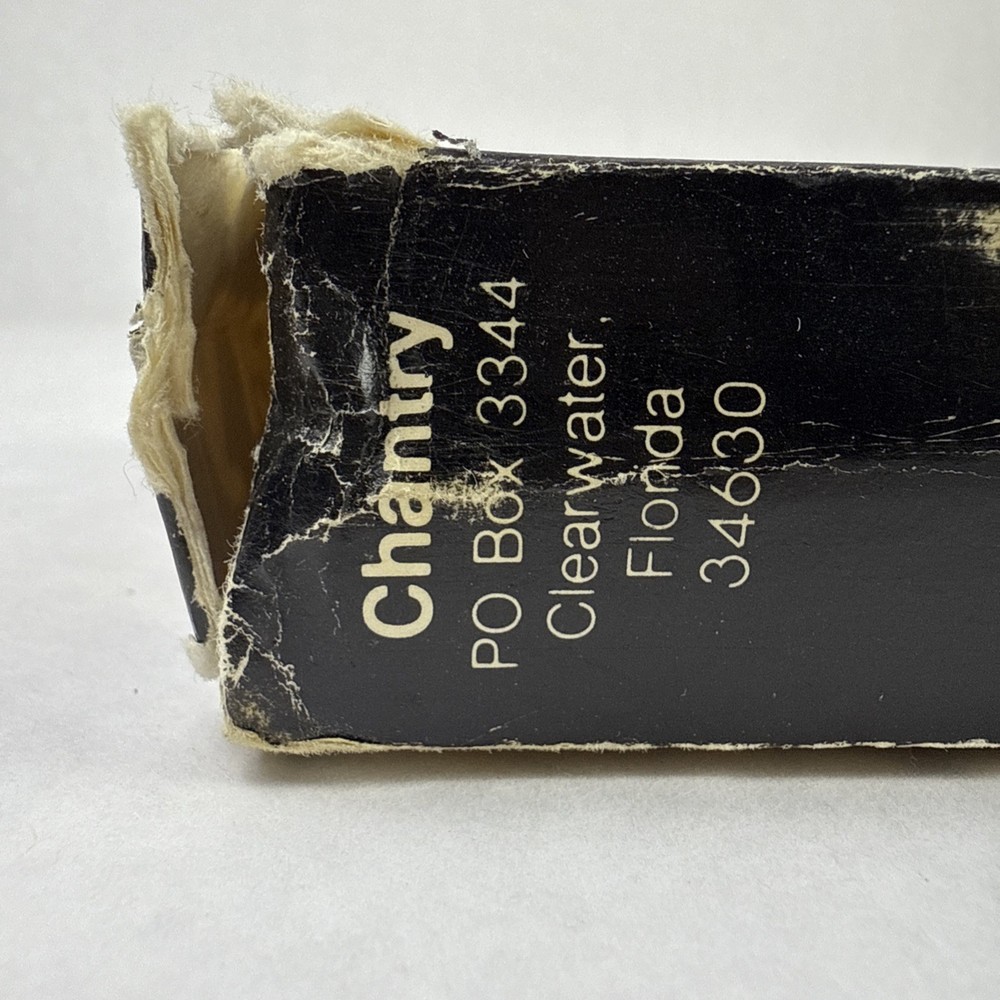 Chantry
PO Box 3344
Clearwater,
Florida
34630